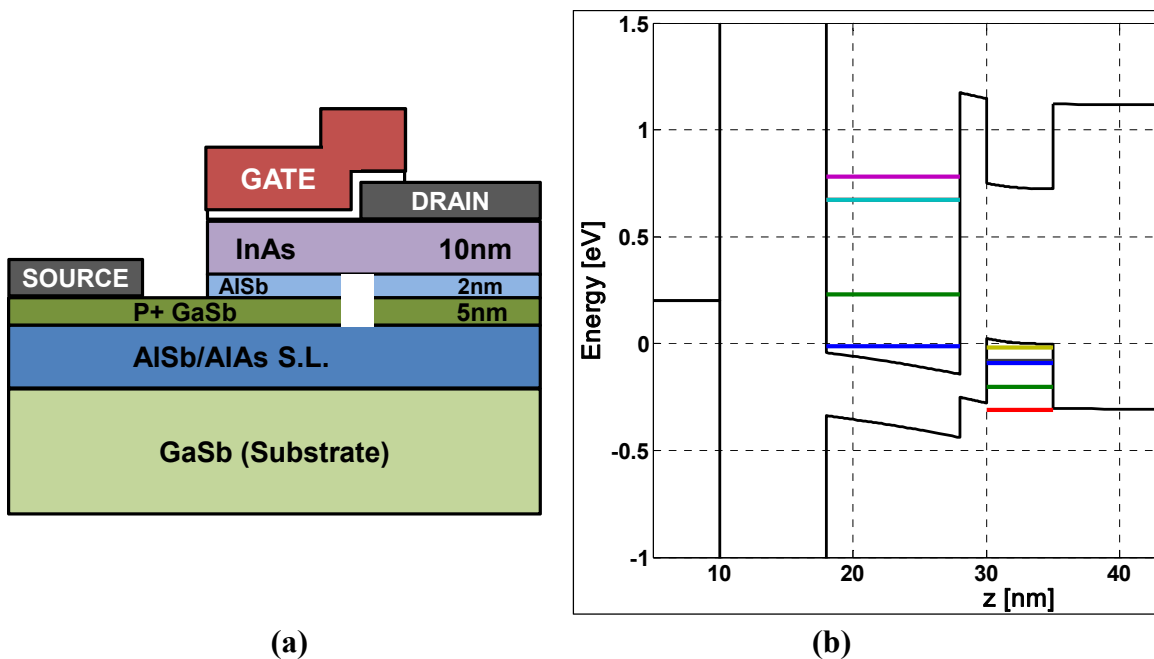 GATE
DRAIN
InAs 10nm
SOURCE
AlSb 2nm
P+ GaSb 5nm
AlSb/AlAs S.L.
GaSb (Substrate)
(a)
1.5
1
0.5
0
-0.5
-1
Energy [eV]
10 20 30 40
z [nm]
(b)